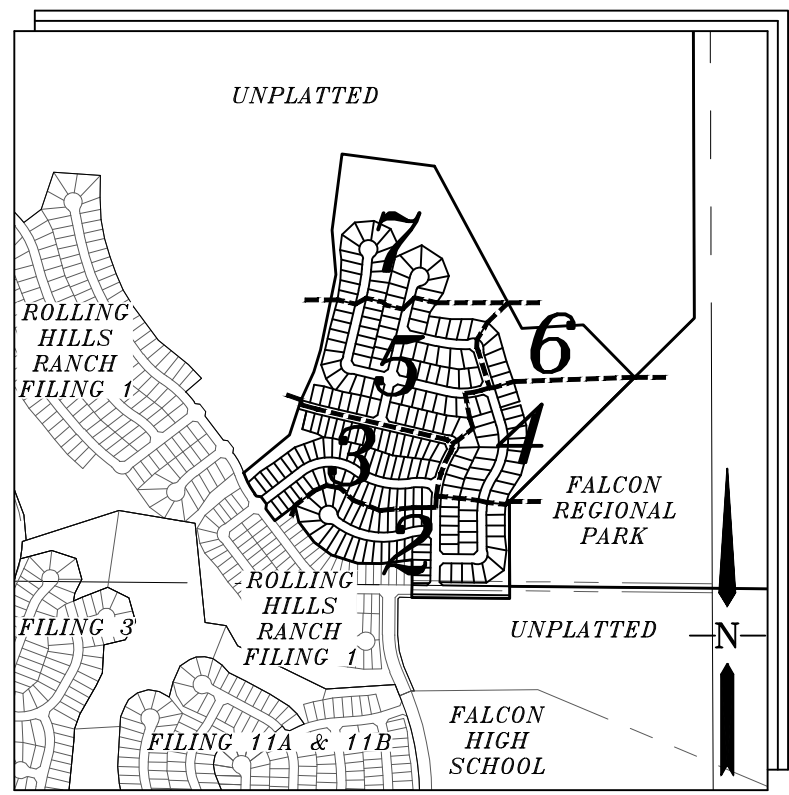 UNPLATTED
7
ROLLING
HILLS
RANCH
FILING 1
6
5
4
3
FALCON
REGIONAL
PARK
2
ROLLING
HILLS
RANCH
FILING 1
FILING 3
UNPLATTED
N
FALCON
HIGH
SCHOOL
FILING 11A & 11B